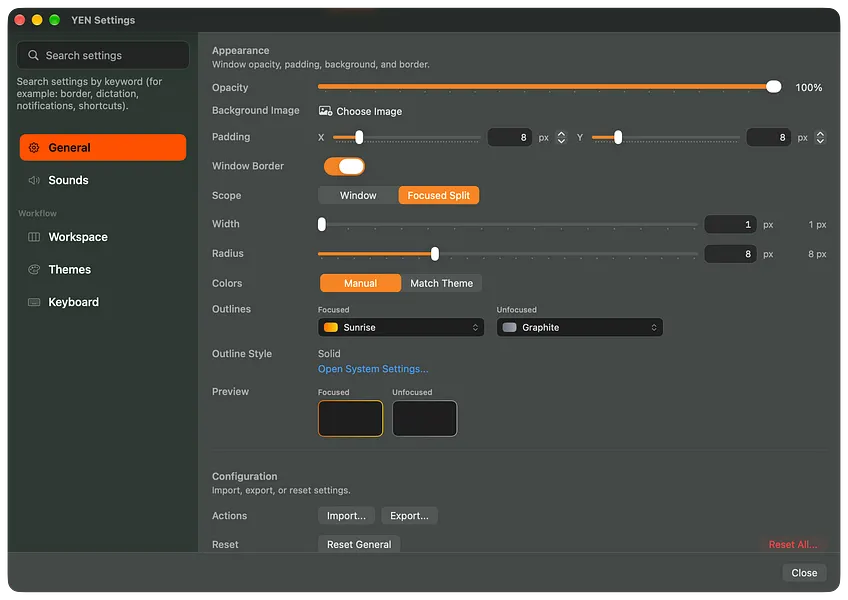 YEN Settings
Search settings
Search settings by keyword (for
example: border, dictation,
notifications, shortcuts).
General
Sounds
Workflow
Workspace
Themes
Keyboard
Appearance
Window opacity, padding, background, and border.
Opacity 100%
Background Image Choose Image
Padding X 8 px Y 8 px
Window Border
Scope Window Focused Split
Width 1 px 1 px
Radius 8 px 8 px
Colors Manual Match Theme
Outlines Focused Unfocused
Sunrise Graphite
Outline Style Solid
Open System Settings...
Preview Focused Unfocused
Configuration
Import, export, or reset settings.
Actions Import... Export...
Reset Reset General Reset All...
Close